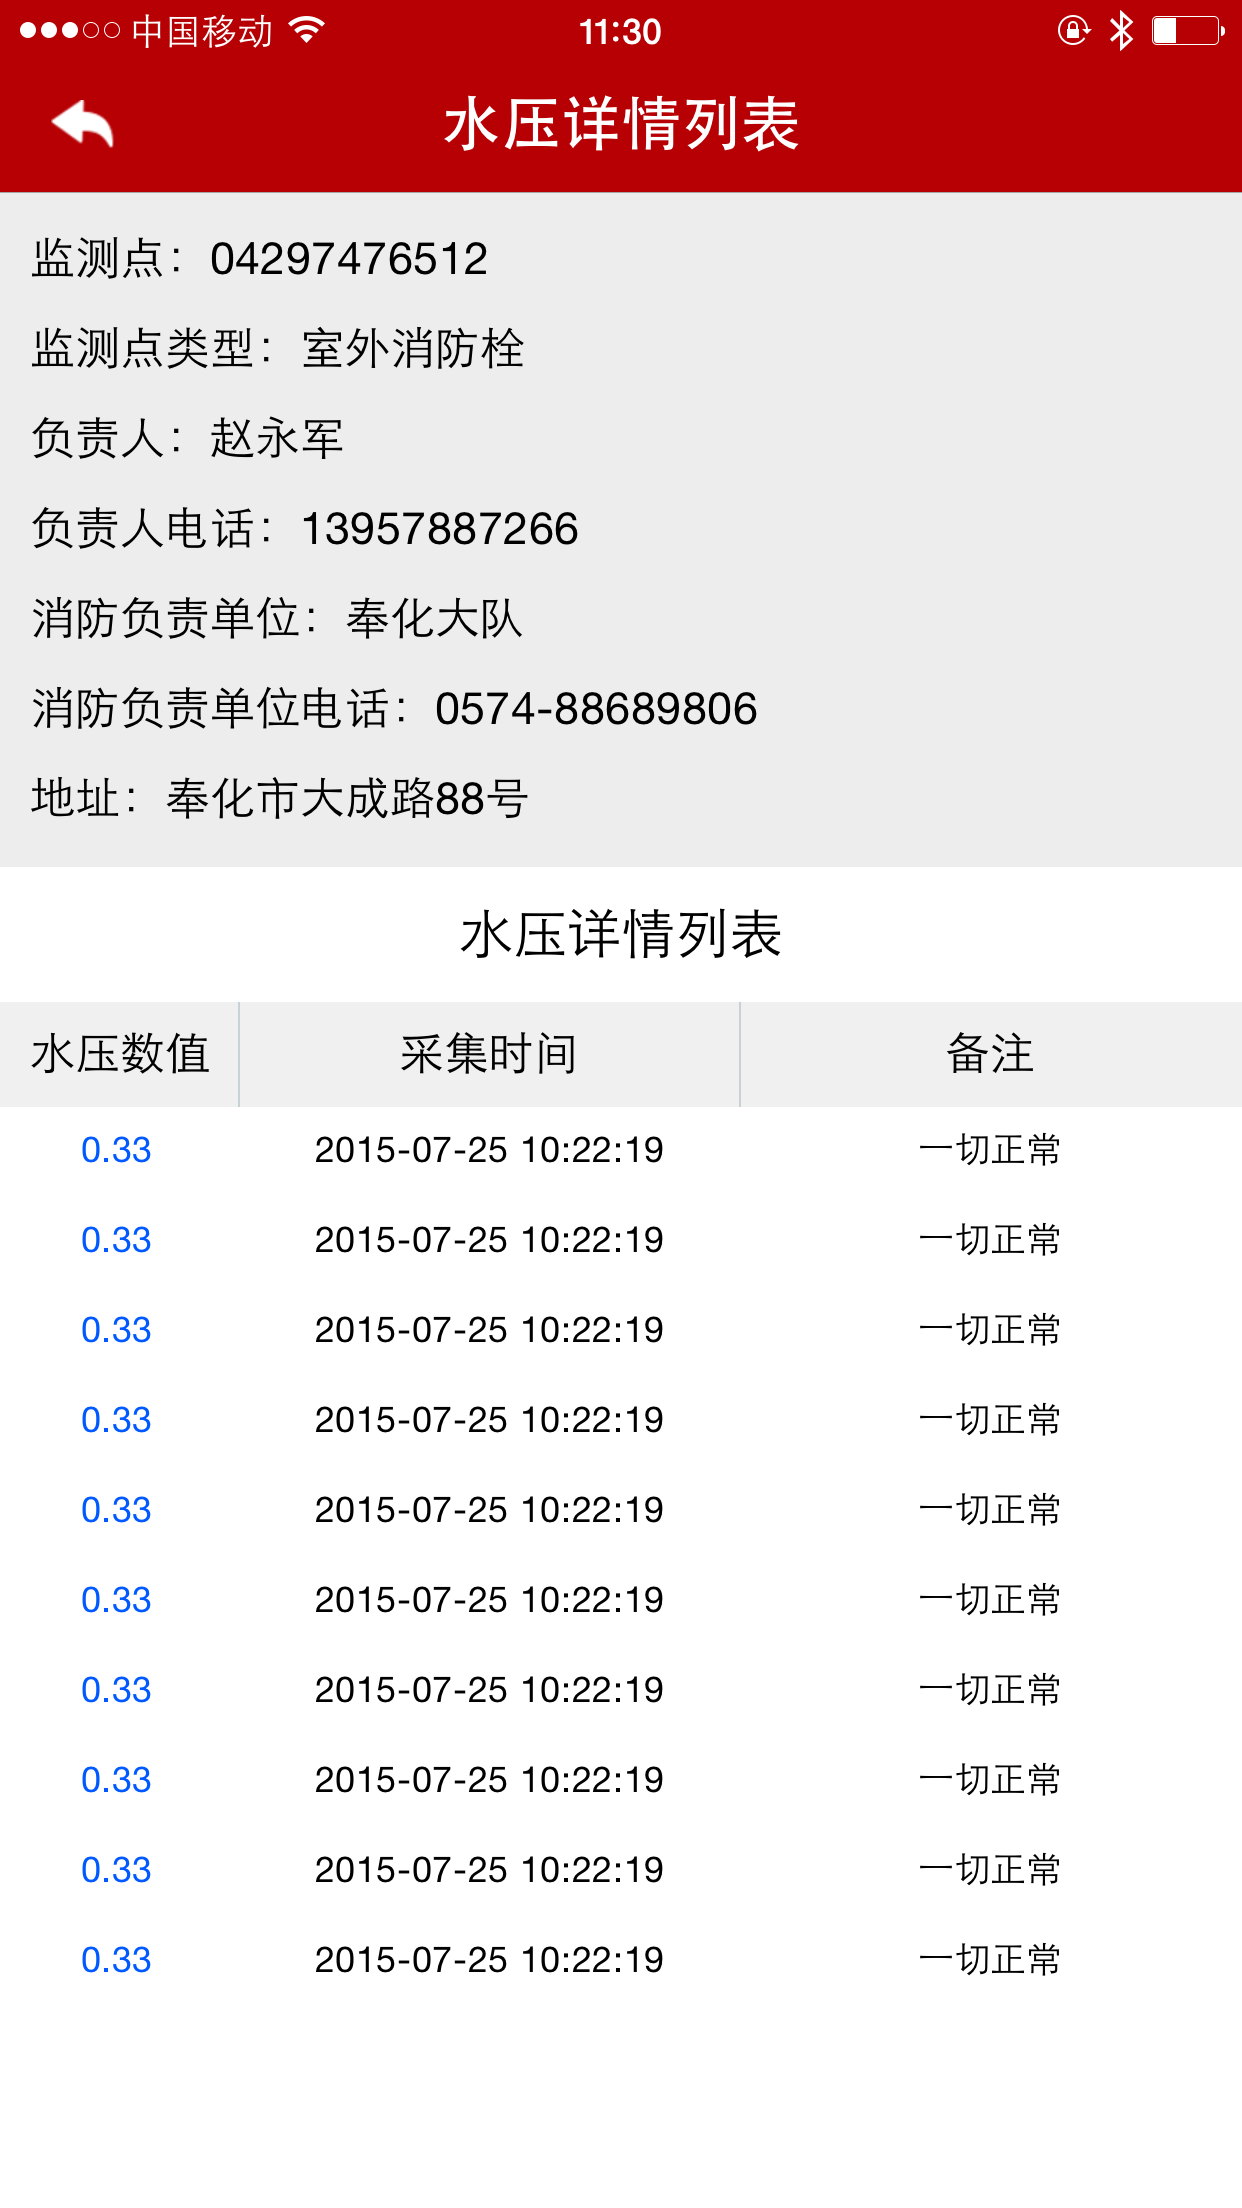 中国移动 11:30
水压详情列表
监测点：04297476512
监测点类型：室外消防栓
负责人：赵永军
负责人电话：13957887266
消防负责单位：奉化大队
消防负责单位电话：0574-88689806
地址：奉化市大成路88号
水压详情列表
水压数值 采集时间 备注
0.33 2015-07-25 10:22:19 一切正常
0.33 2015-07-25 10:22:19 一切正常
0.33 2015-07-25 10:22:19 一切正常
0.33 2015-07-25 10:22:19 一切正常
0.33 2015-07-25 10:22:19 一切正常
0.33 2015-07-25 10:22:19 一切正常
0.33 2015-07-25 10:22:19 一切正常
0.33 2015-07-25 10:22:19 一切正常
0.33 2015-07-25 10:22:19 一切正常
0.33 2015-07-25 10:22:19 一切正常